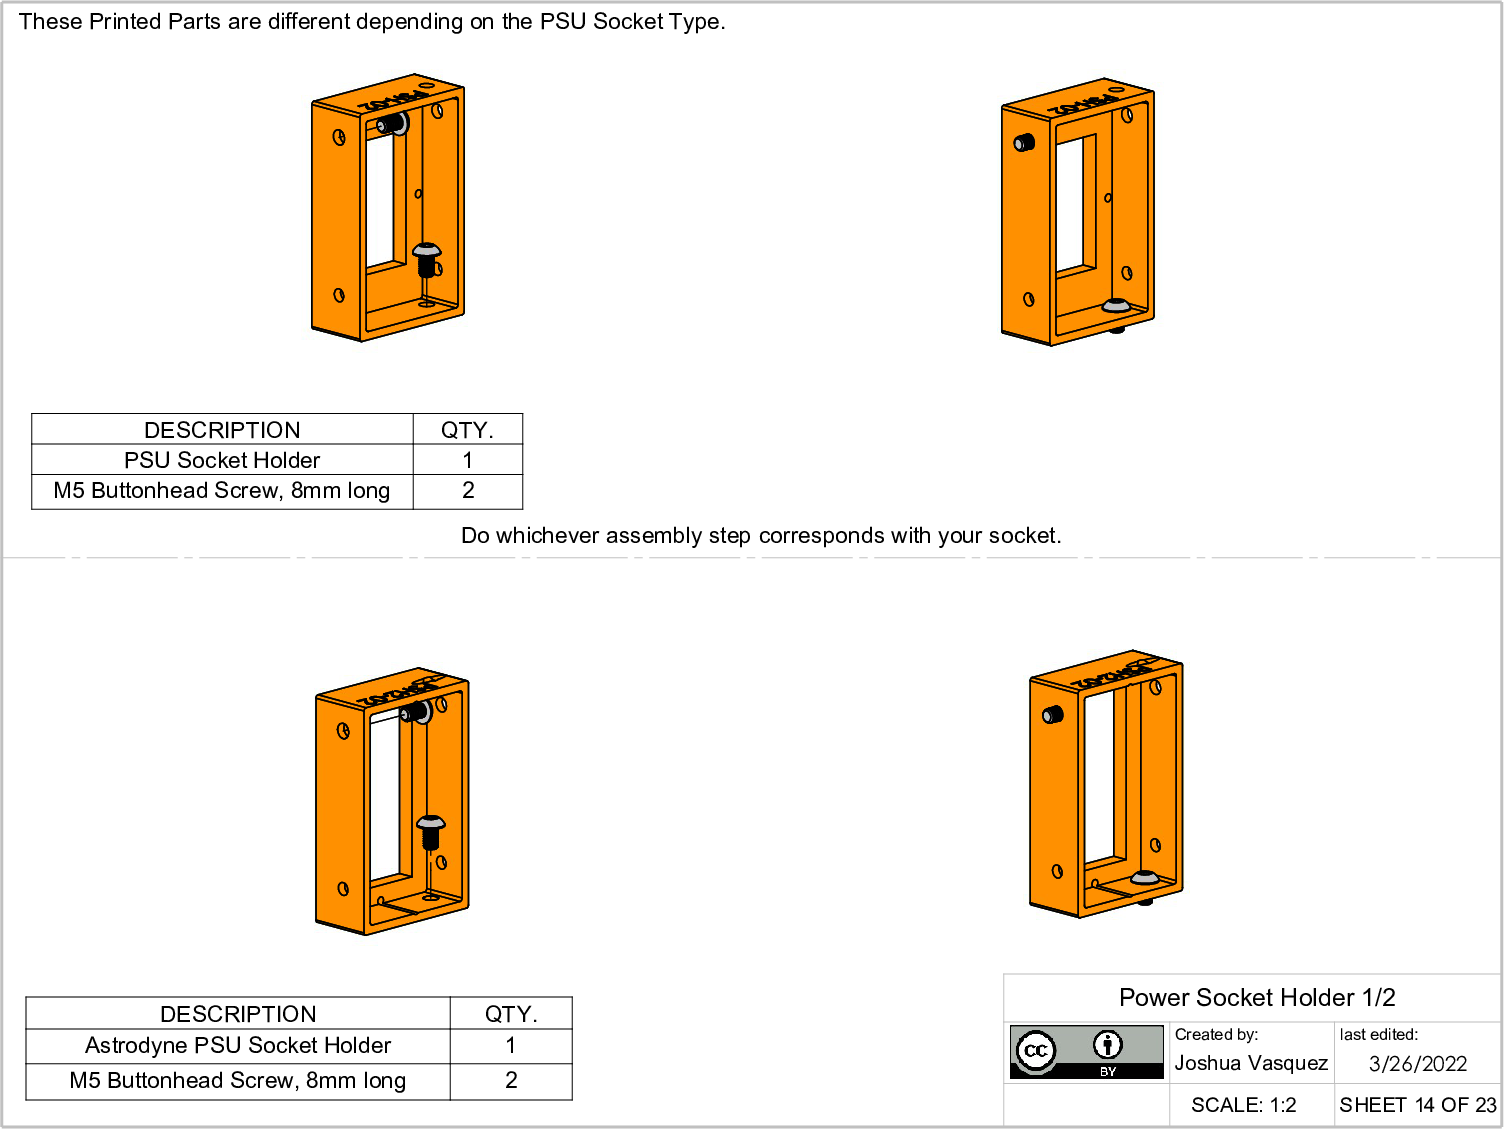 These Printed Parts are different depending on the PSU Socket Type.
DESCRIPTION QTY.
PSU Socket Holder 1
M5 Buttonhead Screw, 8mm long 2
Do whichever assembly step corresponds with your socket.
DESCRIPTION QTY.
Astrodyne PSU Socket Holder 1
M5 Buttonhead Screw, 8mm long 2
Power Socket Holder 1/2
cc BY
Created by:
Joshua Vasquez
last edited:
3/26/2022
SCALE: 1:2
SHEET 14 OF 23